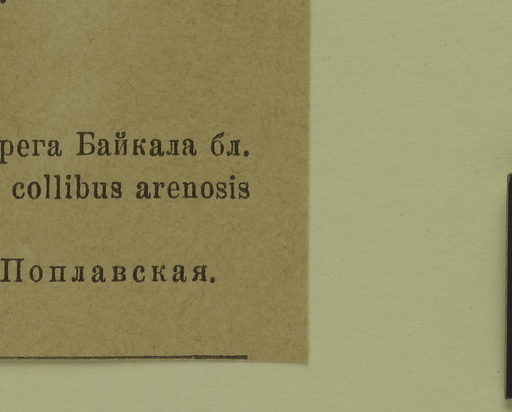 рега Байкала бл.
collibus arenosis
Поплавская.